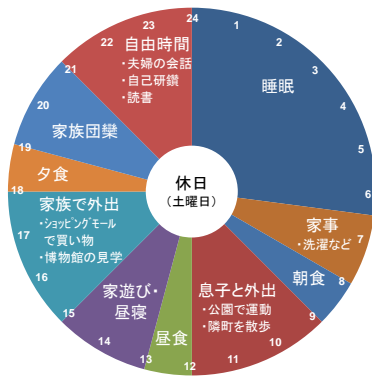 24
1
2
3
4
5
6
7
8
9
10
11
12
13
14
15
16
17
18
19
20
21
22
23
休日
(土曜日)
睡眠
家事
・洗濯など
朝食
息子と外出
・公園で運動
・隣町を散歩
昼食
家遊び・
昼寝
家族で外出
・ショッピングモール
で買い物
・博物館の見学
夕食
家族団欒
自由時間
・夫婦の会話
・自己研鑽
・読書